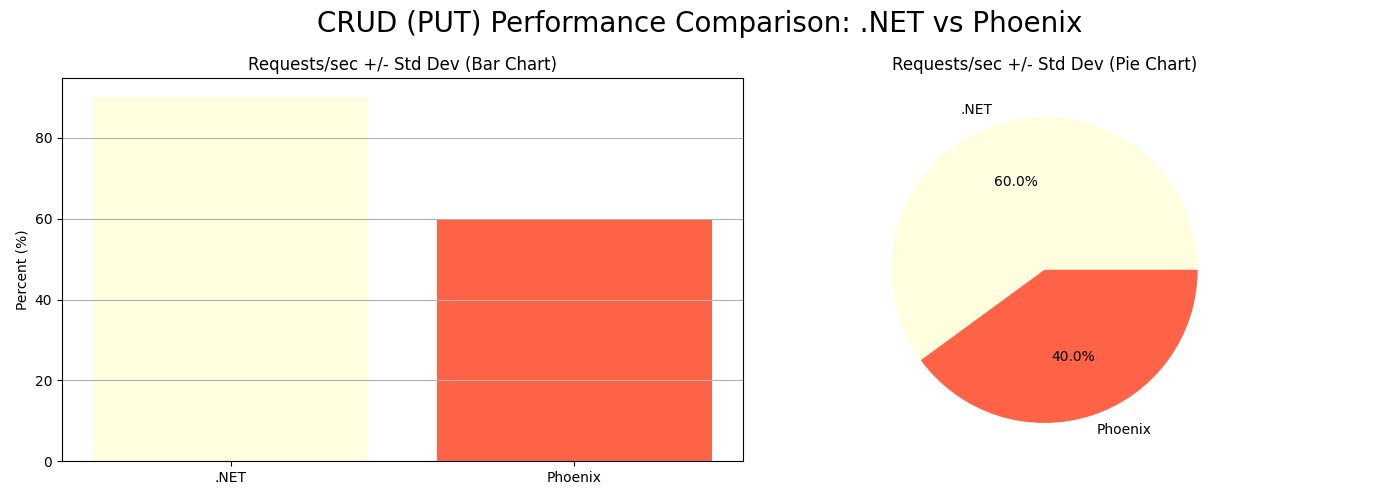 CRUD (PUT) Performance Comparison: .NET vs Phoenix
Requests/sec +/- Std Dev (Bar Chart)
Percent (%)
80
60
40
20
0
.NET
Phoenix
Requests/sec +/- Std Dev (Pie Chart)
.NET
60.0%
40.0%
Phoenix